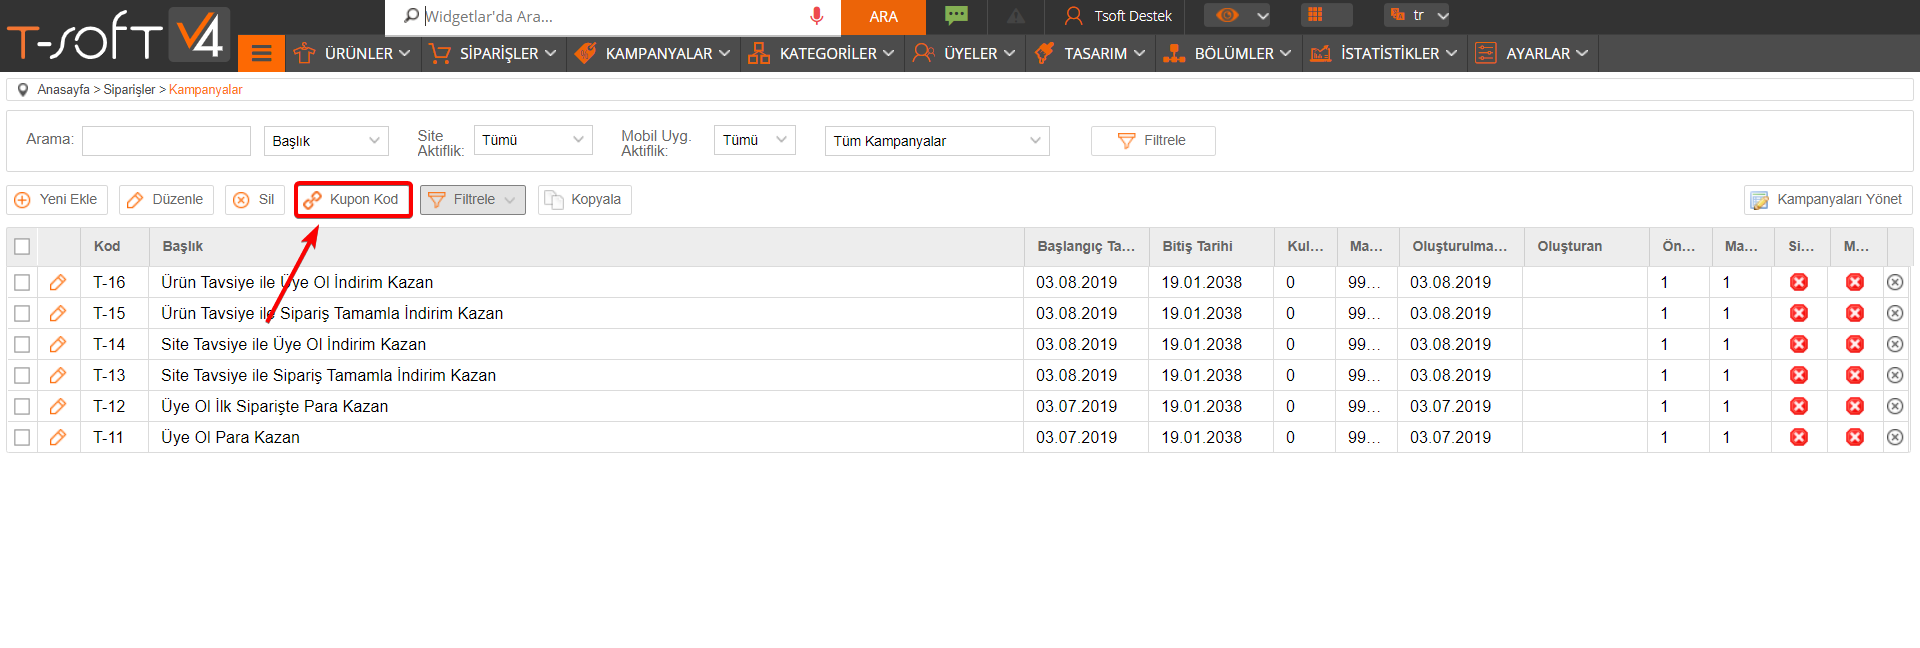 T-SOFT V4
Widgetlar'da Ara...
ARA
Tsoft Destek
tr
ÜRÜNLER
SİPARİŞLER
KAMPANYALAR
KATEGORİLER
ÜYELER
TASARIM
BÖLÜMLER
İSTATİSTİKLER
AYARLAR
Anasayfa > Siparişler > Kampanyalar
Arama:
Başlık
Site Aktiflik:
Tümü
Mobil Uyg. Aktiflik:
Tümü
Tüm Kampanyalar
Filtrele
Yeni Ekle
Düzenle
Sil
Kupon Kod
Filtrele
Kopyala
Kampanyaları Yönet
Kod Başlık Başlangıç Ta... Bitiş Tarihi Kul... Ma... Oluşturulma... Oluşturan Ön... Ma... Si... M...
T-16 Ürün Tavsiye ile Üye Ol İndirim Kazan 03.08.2019 19.01.2038 0 99... 03.08.2019 1 1
T-15 Ürün Tavsiye ile Sipariş Tamamla İndirim Kazan 03.08.2019 19.01.2038 0 99... 03.08.2019 1 1
T-14 Site Tavsiye ile Üye Ol İndirim Kazan 03.08.2019 19.01.2038 0 99... 03.08.2019 1 1
T-13 Site Tavsiye ile Sipariş Tamamla İndirim Kazan 03.08.2019 19.01.2038 0 99... 03.08.2019 1 1
T-12 Üye Ol İlk Siparişte Para Kazan 03.07.2019 19.01.2038 0 99... 03.07.2019 1 1
T-11 Üye Ol Para Kazan 03.07.2019 19.01.2038 0 99... 03.07.2019 1 1